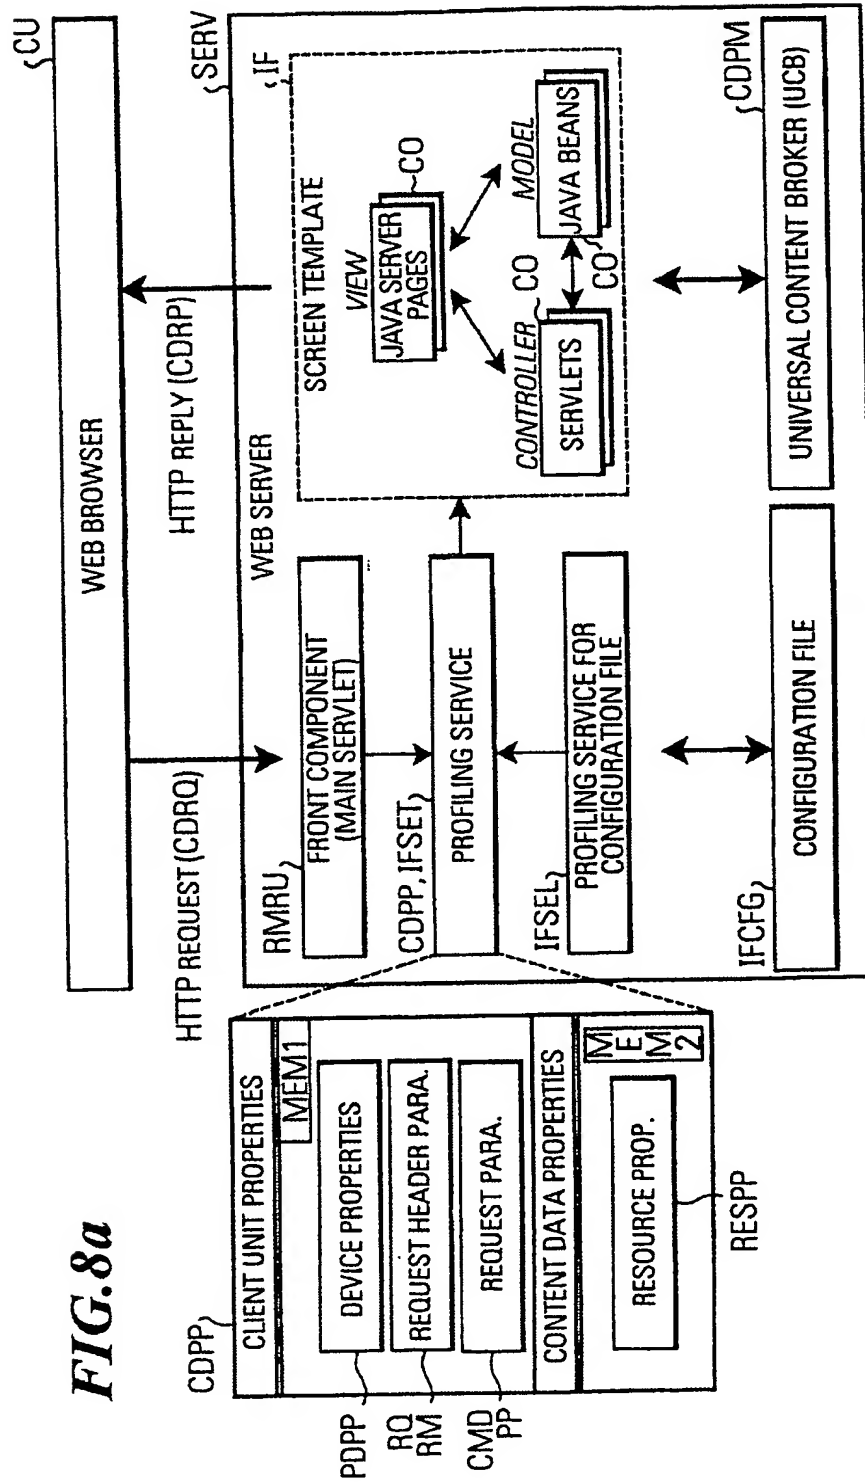 FIG.8a
CU
WEB BROWSER
HTTP REQUEST (CDRQ)
HTTP REPLY (CDRP)
SERV
WEB SERVER
IF
RMRU
FRONT COMPONENT
(MAIN SERVLET)
CDPP, IFSET
PROFILING SERVICE
IFSEL
PROFILING SERVICE FOR
CONFIGURATION FILE
IFCFG
CONFIGURATION FILE
SCREEN TEMPLATE
VIEW
JAVA SERVER
PAGES
CO
CONTROLLER
SERVLETS
CO
MODEL
JAVA BEANS
CO
CDPM
UNIVERSAL CONTENT BROKER (UCB)
CDPP
CLIENT UNIT PROPERTIES
MEM1
PDPP
DEVICE PROPERTIES
RQ
RM
REQUEST HEADER PARA.
CMD
PP
REQUEST PARA.
CONTENT DATA PROPERTIES
M
E
M
2
RESOURCE PROP.
RESPP